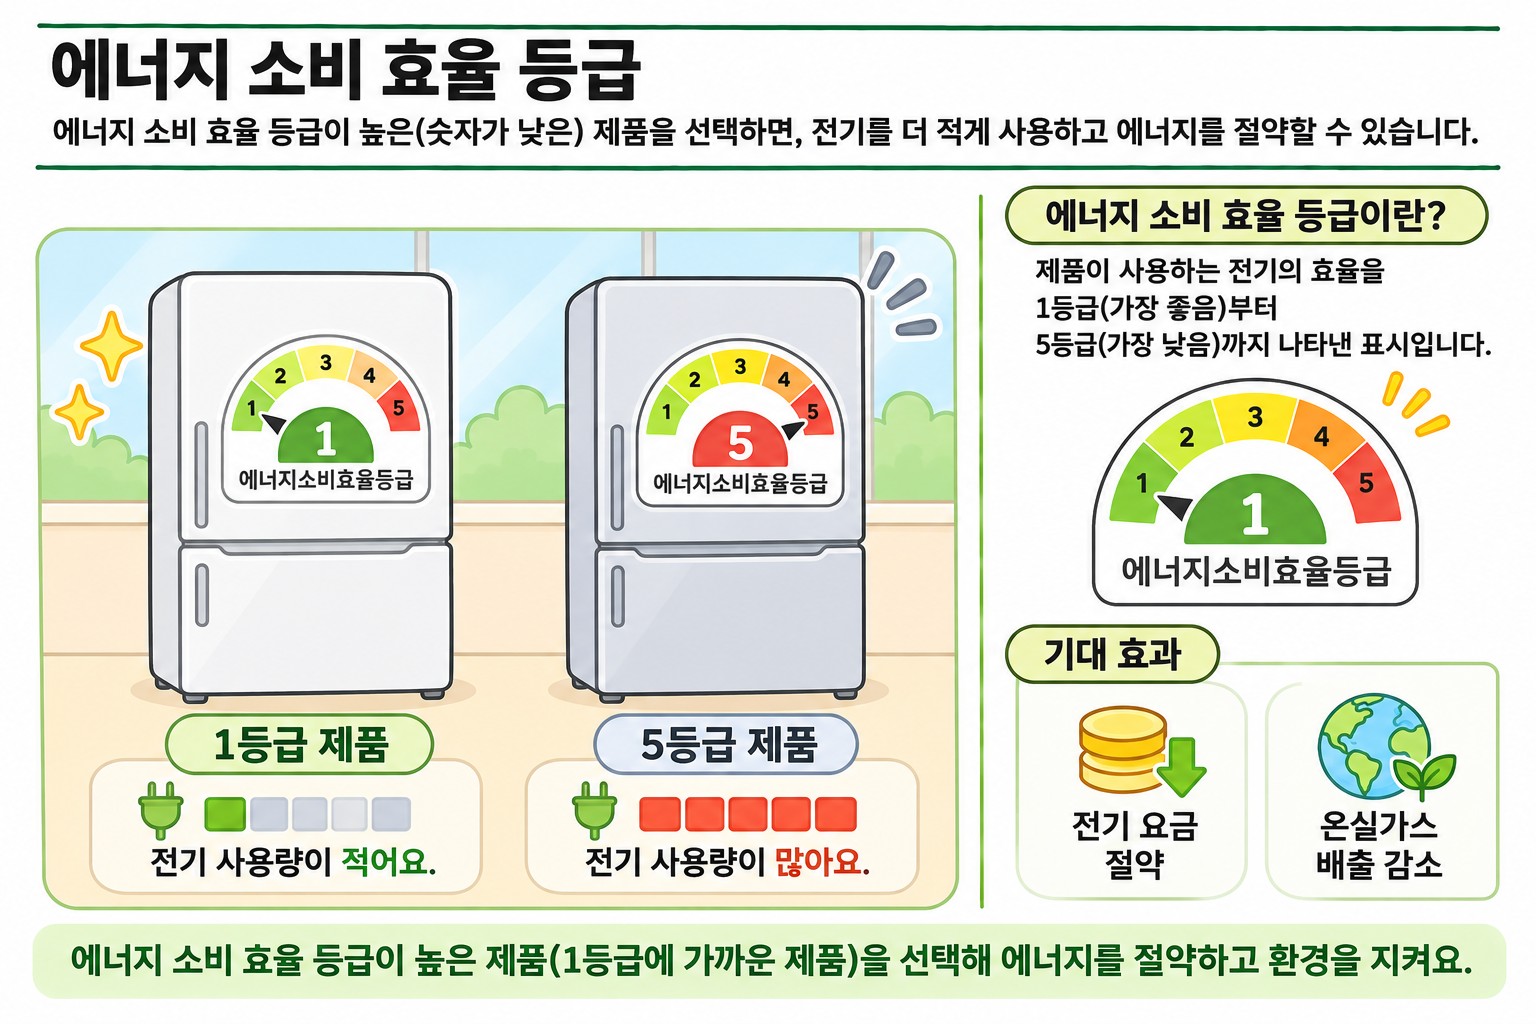 에너지 소비 효율 등급
에너지 소비 효율 등급이 높은(숫자가 낮은) 제품을 선택하면, 전기를 더 적게 사용하고 에너지를 절약할 수 있습니다.
1
2
3
4
5
1
에너지소비효율등급
1
2
3
4
5
5
에너지소비효율등급
1등급 제품
전기 사용량이 적어요.
5등급 제품
전기 사용량이 많아요.
에너지 소비 효율 등급이란?
제품이 사용하는 전기의 효율을
1등급(가장 좋음)부터
5등급(가장 낮음)까지 나타낸 표시입니다.
1
2
3
4
5
1
에너지소비효율등급
기대 효과
전기 요금
절약
온실가스
배출 감소
에너지 소비 효율 등급이 높은 제품(1등급에 가까운 제품)을 선택해 에너지를 절약하고 환경을 지켜요.